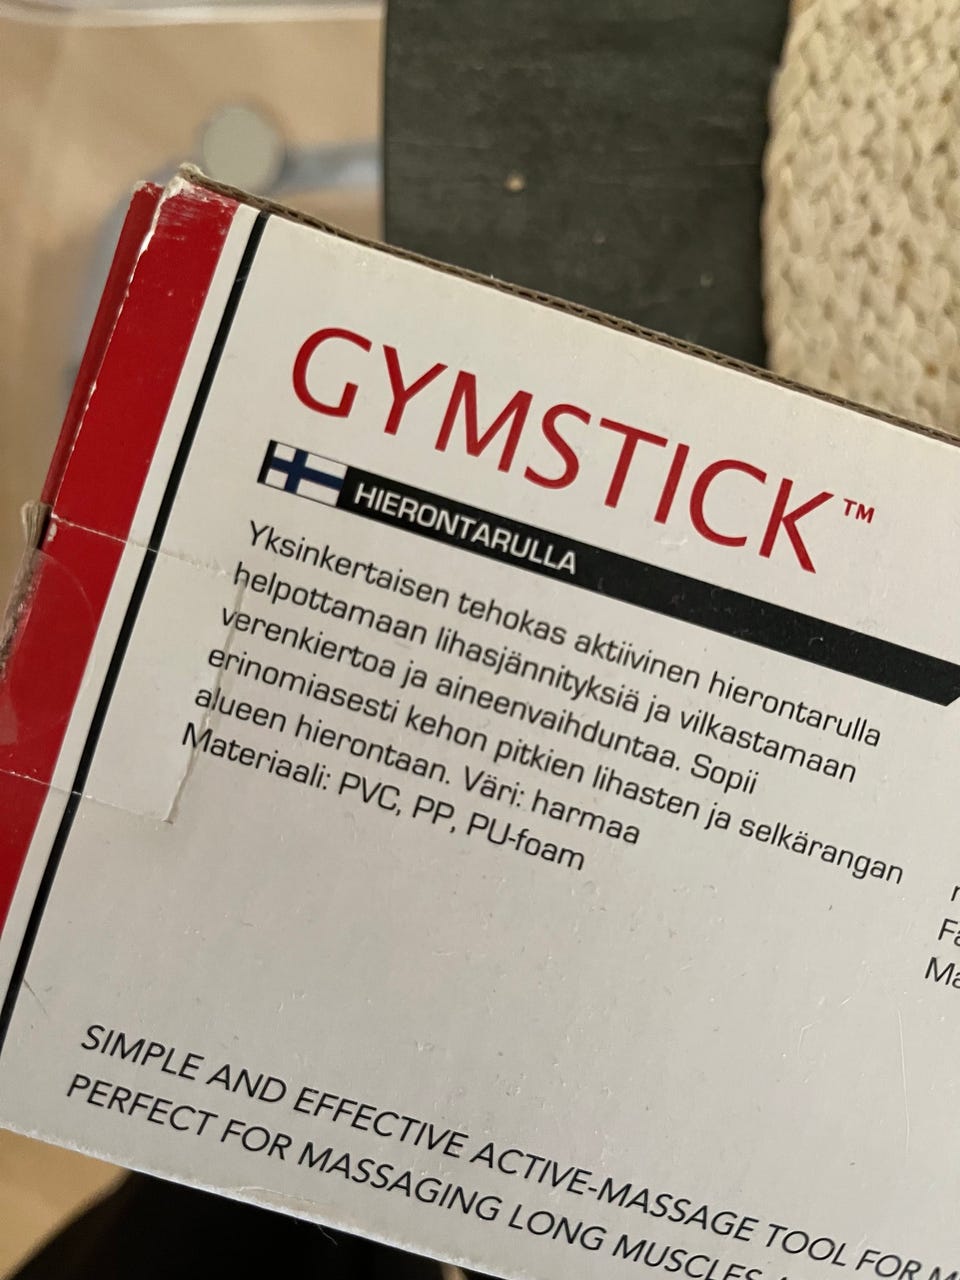 GYMSTICK™
HIERONTARULLA
Yksinkertaisen tehokas aktiivinen hierontarulla
helpottamaan lihasjännityksiä ja vilkastamaan
verenkiertoa ja aineenvaihduntaa. Sopii
erinomiasesti kehon pitkien lihasten ja selkärangan
alueen hierontaan. Väri: harmaa
Materiaali: PVC, PP, PU-foam
SIMPLE AND EFFECTIVE ACTIVE-MASSAGE TOOL FOR
PERFECT FOR MASSAGING LONG MUSCLES